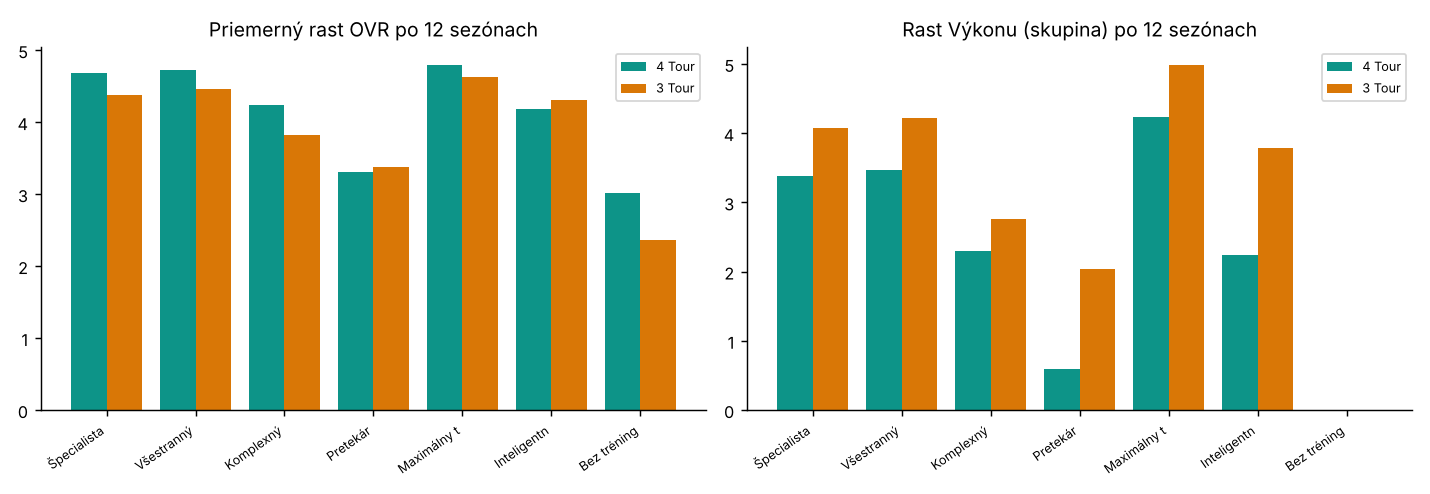 Priemerný rast OVR po 12 sezónach
4 Tour
3 Tour
5
4
3
2
1
0
Špecialista
Všestranný
Komplexný
Pretekár
Maximálny t
Inteligentn
Bez tréning
Rast Výkonu (skupina) po 12 sezónach
4 Tour
3 Tour
5
4
3
2
1
0
Špecialista
Všestranný
Komplexný
Pretekár
Maximálny t
Inteligentn
Bez tréning